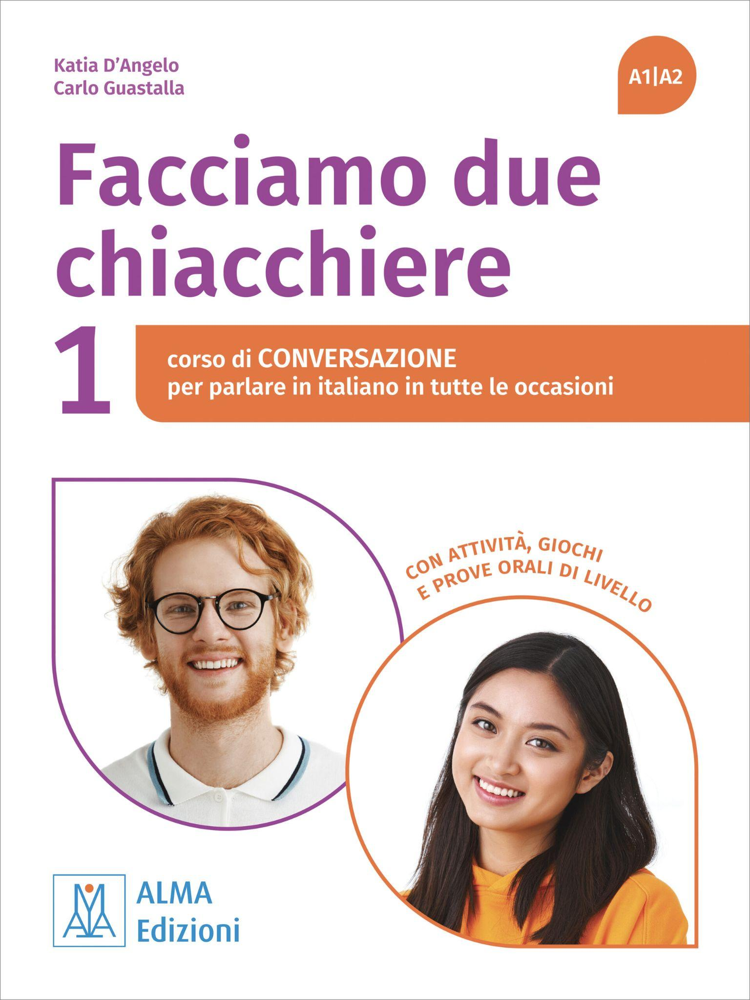 Katia D’Angelo
Carlo Guastalla
A1|A2
Facciamo due
chiacchiere
1
corso di CONVERSAZIONE
per parlare in italiano in tutte le occasioni
CON ATTIVITÀ, GIOCHI
E PROVE ORALI DI LIVELLO
ALMA
ALMA
Edizioni